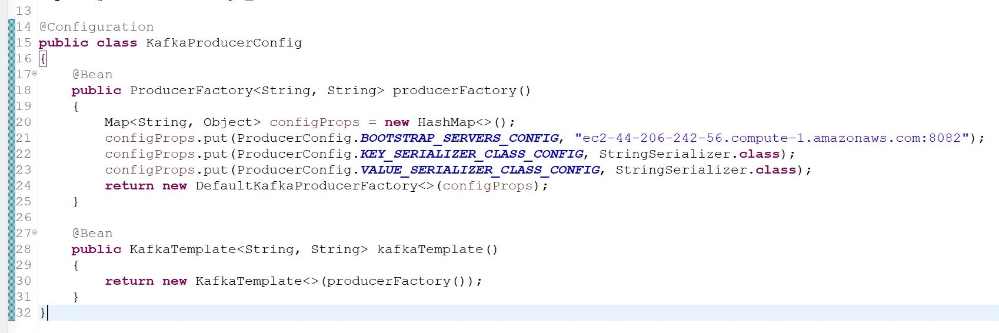 13
14 @Configuration
15 public class KafkaProducerConfig
16 {
17     @Bean
18     public ProducerFactory<String, String> producerFactory()
19     {
20         Map<String, Object> configProps = new HashMap<>();
21         configProps.put(ProducerConfig.BOOTSTRAP_SERVERS_CONFIG, "ec2-44-206-242-56.compute-1.amazonaws.com:8082");
22         configProps.put(ProducerConfig.KEY_SERIALIZER_CLASS_CONFIG, StringSerializer.class);
23         configProps.put(ProducerConfig.VALUE_SERIALIZER_CLASS_CONFIG, StringSerializer.class);
24         return new DefaultKafkaProducerFactory<>(configProps);
25     }
26
27     @Bean
28     public KafkaTemplate<String, String> kafkaTemplate()
29     {
30         return new KafkaTemplate<>(producerFactory());
31     }
32 }